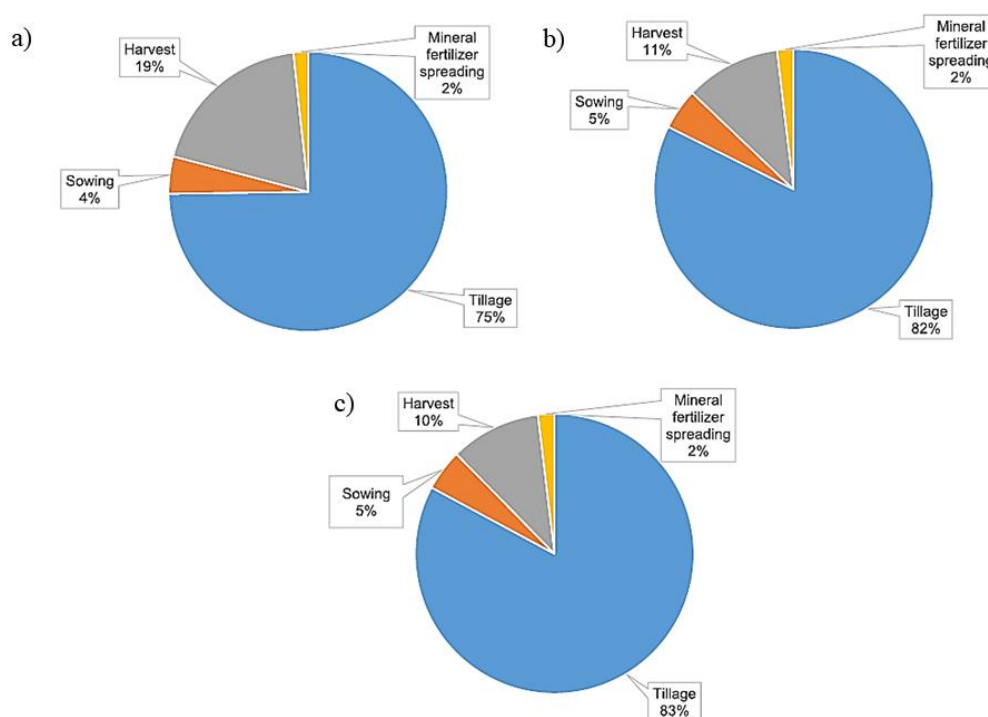 a)
Harvest
19%
Mineral
fertilizer
spreading
2%
Sowing
4%
Tillage
75%
b)
Harvest
11%
Mineral
fertilizer
spreading
2%
Sowing
5%
Tillage
82%
c)
Harvest
10%
Mineral
fertilizer
spreading
2%
Sowing
5%
Tillage
83%